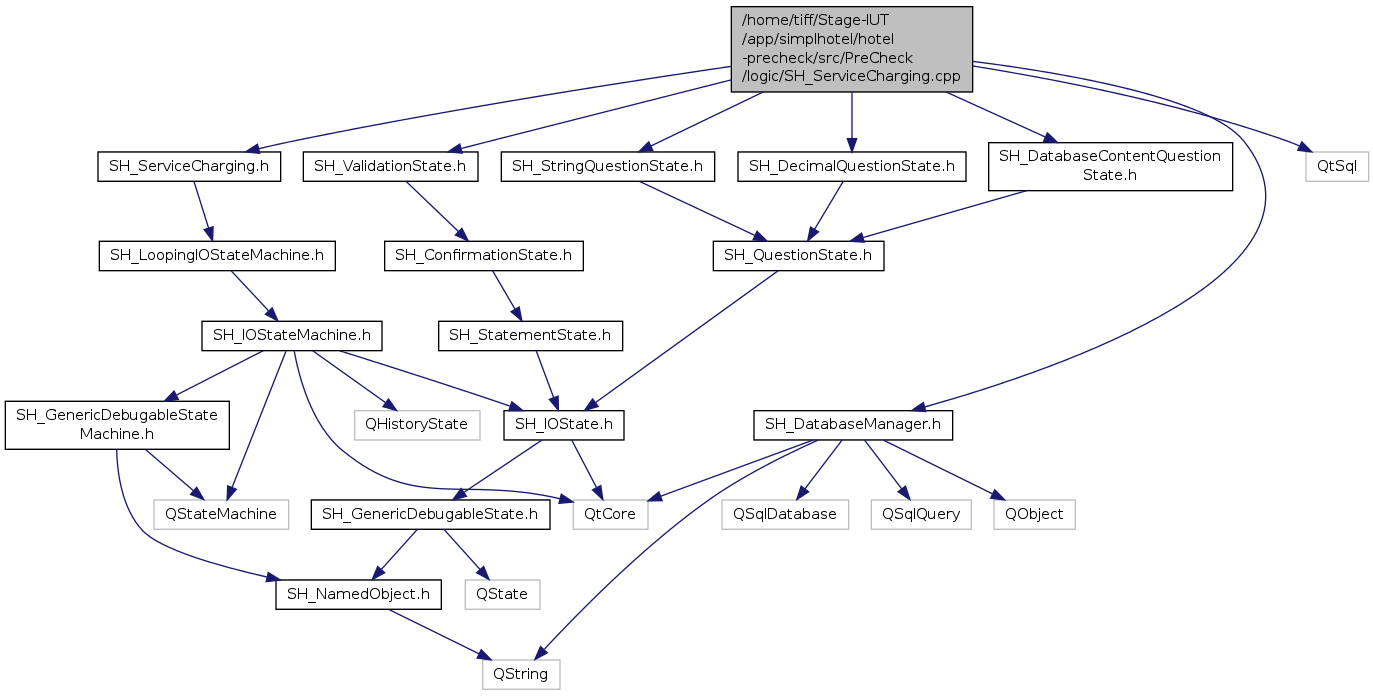 /home/tiff/Stage-IUT
/app/simplhotel/hotel
-precheck/src/PreCheck
/logic/SH_ServiceCharging.cpp
SH_ServiceCharging.h
SH_ValidationState.h
SH_StringQuestionState.h
SH_DecimalQuestionState.h
SH_DatabaseContentQuestion
State.h
QtSql
SH_LoopingIOStateMachine.h
SH_ConfirmationState.h
SH_QuestionState.h
SH_IOStateMachine.h
SH_StatementState.h
SH_GenericDebugableState
Machine.h
QHistoryState
SH_IOState.h
SH_DatabaseManager.h
QStateMachine
SH_GenericDebugableState.h
QtCore
QSqlDatabase
QSqlQuery
QObject
SH_NamedObject.h
QState
QString